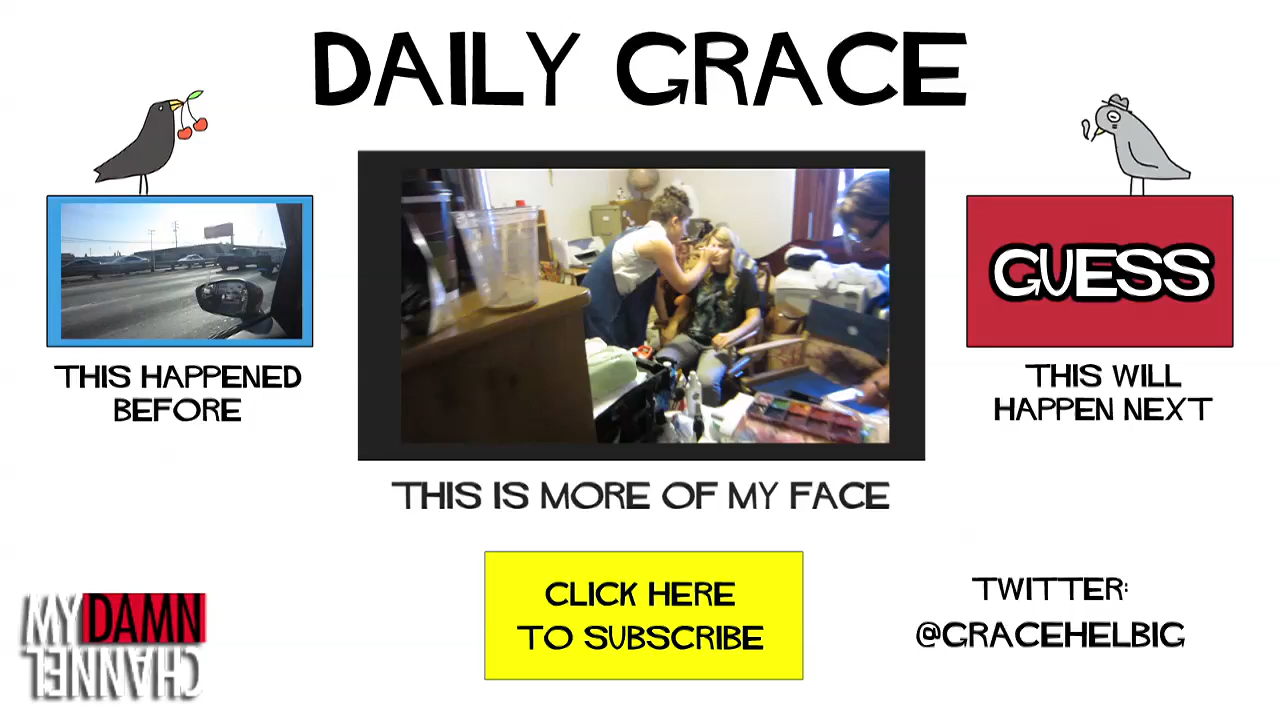 DAILY GRACE
GUESS
THIS HAPPENED
BEFORE
THIS WILL
HAPPEN NEXT
THIS IS MORE OF MY FACE
CLICK HERE
TO SUBSCRIBE
TWITTER:
@GRACEHELBIG
MY DAMN
CHANNEL